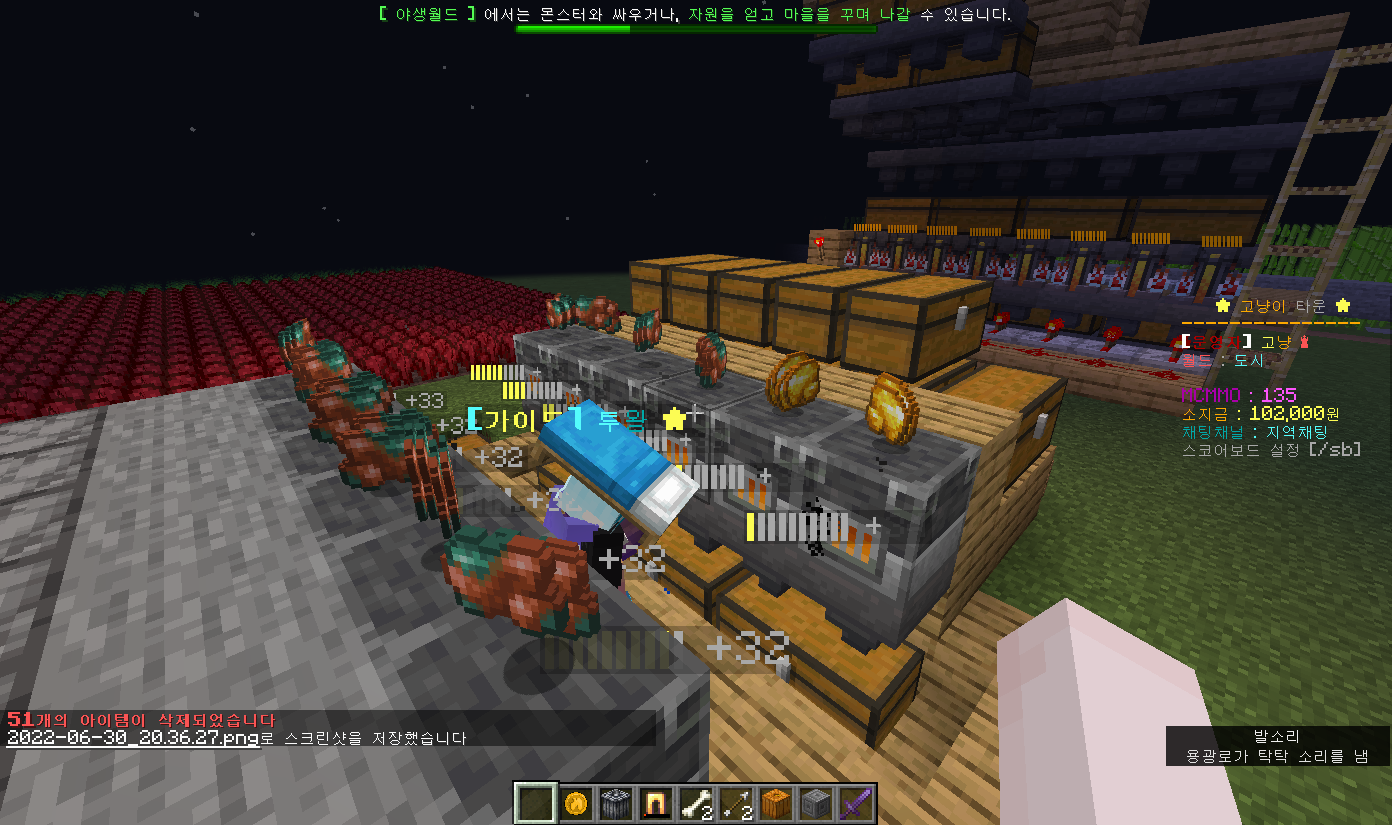 [ 야생월드 ] 에서는 몬스터와 싸우거나, 자원을 얻고 마을을 꾸며 나갈 수 있습니다.
고냥이 타운
[운영자] 고냥
월드 : 도시
MCMMO : 135
소지금 : 102,000원
채팅채널 : 지역채팅
스코어보드 설정 [/sb]
+33
+32
+32
+32
[가이드] 투밍
51개의 아이템이 삭제되었습니다
2022-06-30_20.36.27.png로 스크린샷을 저장했습니다
발소리
용광로가 탁탁 소리를 냄
2
2